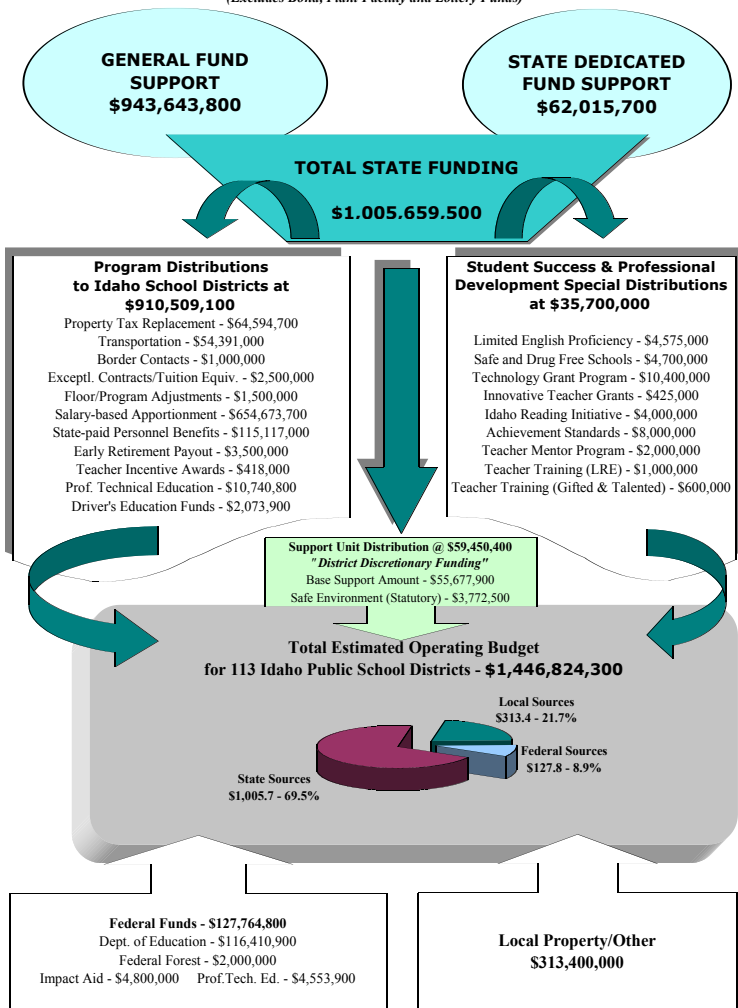 (Excludes Bond, Plant Facility and Lottery Funds)
GENERAL FUND
SUPPORT
$943,643,800
STATE DEDICATED
FUND SUPPORT
$62,015,700
TOTAL STATE FUNDING
$1.005.659.500
Program Distributions
to Idaho School Districts at
$910,509,100
Property Tax Replacement - $64,594,700
Transportation - $54,391,000
Border Contacts - $1,000,000
Exceptl. Contracts/Tuition Equiv. - $2,500,000
Floor/Program Adjustments - $1,500,000
Salary-based Apportionment - $654,673,700
State-paid Personnel Benefits - $115,117,000
Early Retirement Payout - $3,500,000
Teacher Incentive Awards - $418,000
Prof. Technical Education - $10,740,800
Driver's Education Funds - $2,073,900
Student Success & Professional
Development Special Distributions
at $35,700,000
Limited English Proficiency - $4,575,000
Safe and Drug Free Schools - $4,700,000
Technology Grant Program - $10,400,000
Innovative Teacher Grants - $425,000
Idaho Reading Initiative - $4,000,000
Achievement Standards - $8,000,000
Teacher Mentor Program - $2,000,000
Teacher Training (LRE) - $1,000,000
Teacher Training (Gifted & Talented) - $600,000
Support Unit Distribution @ $59,450,400
"District Discretionary Funding"
Base Support Amount - $55,677,900
Safe Environment (Statutory) - $3,772,500
Total Estimated Operating Budget
for 113 Idaho Public School Districts - $1,446,824,300
Local Sources
$313.4 - 21.7%
Federal Sources
$127.8 - 8.9%
State Sources
$1,005.7 - 69.5%
Federal Funds - $127,764,800
Dept. of Education - $116,410,900
Federal Forest - $2,000,000
Impact Aid - $4,800,000 Prof.Tech. Ed. - $4,553,900
Local Property/Other
$313,400,000